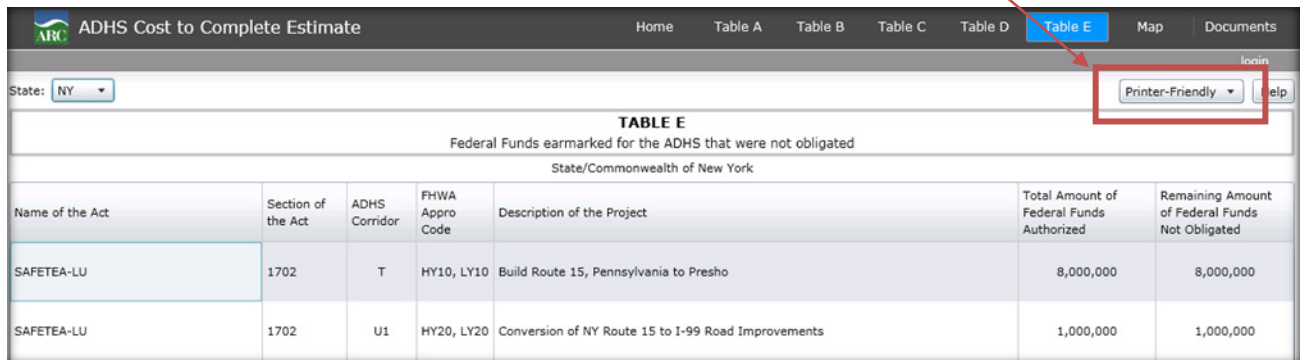 ARC ADHS Cost to Complete Estimate Home Table A Table B Table C Table D Table E Map Documents
login
State: NY Printer-Friendly Help
TABLE E
Federal Funds earmarked for the ADHS that were not obligated
State/Commonwealth of New York
Name of the Act
Section of
the Act
ADHS
Corridor
FHWA
Appro
Code
Description of the Project
Total Amount of
Federal Funds
Authorized
Remaining Amount
of Federal Funds
Not Obligated
SAFETEA-LU 1702 T HY10, LY10 Build Route 15, Pennsylvania to Presho 8,000,000 8,000,000
SAFETEA-LU 1702 U1 HY20, LY20 Conversion of NY Route 15 to I-99 Road Improvements 1,000,000 1,000,000